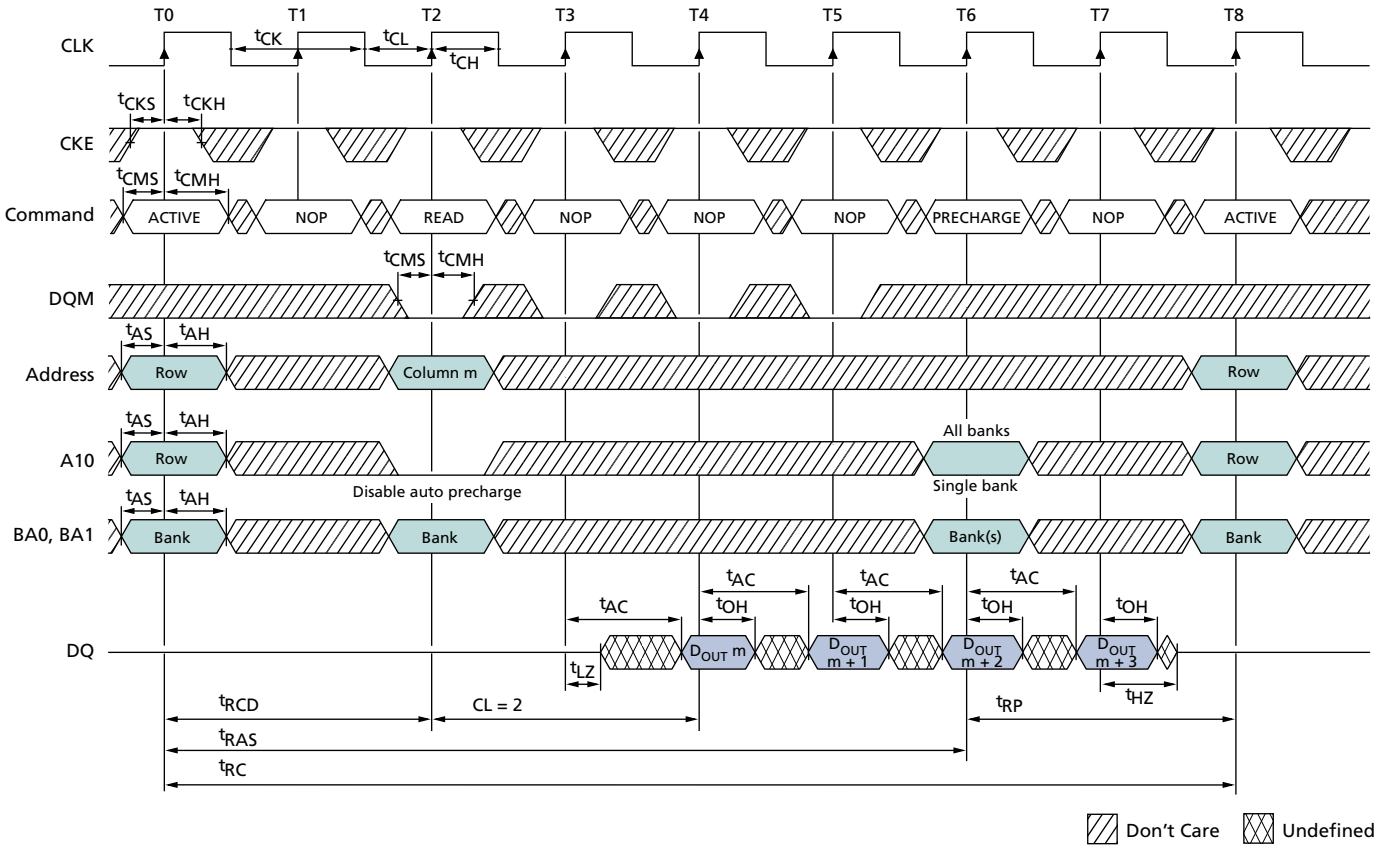 T0 T1 T2 T3 T4 T5 T6 T7 T8
CLK
tCK tCL
tCH
tCKS tCKH
CKE
tCMS tCMH
Command ACTIVE NOP READ NOP NOP NOP PRECHARGE NOP ACTIVE
tCMS tCMH
DQM
tAS tAH
Address Row Column m Row
tAS tAH
All banks
A10 Row Row
Disable auto precharge
Single bank
tAS tAH
BA0, BA1 Bank Bank Bank(s) Bank
tAC tAC tAC
tAC tOH tOH tOH tOH
DQ DOUT m DOUT m + 1 DOUT m + 2 DOUT m + 3
tLZ
tHZ
tRCD CL = 2 tRP
tRAS
tRC
Don't Care Undefined